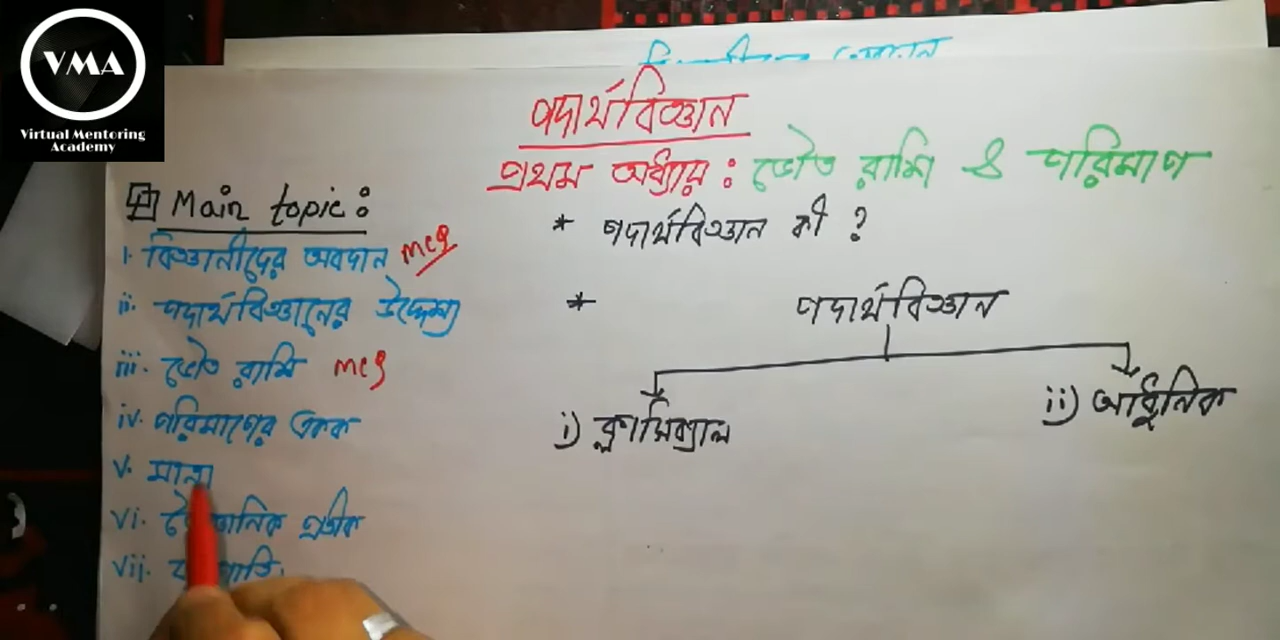 VMA
Virtual Mentoring
Academy
পদার্থবিজ্ঞান
প্রথম অধ্যায় : ভৌত রাশি ও পরিমাপ
Main topic :
i. বিজ্ঞানীদের অবদান mcq
ii. পদার্থবিজ্ঞানের উদ্দেশ্য
iii. ভৌত রাশি mcq
iv. পরিমাপের একক
v. মাত্রা
vi. প্রতীক
vii.
* পদার্থবিজ্ঞান কী ?
* পদার্থবিজ্ঞান
i) ক্লাসিক্যাল
ii) আধুনিক